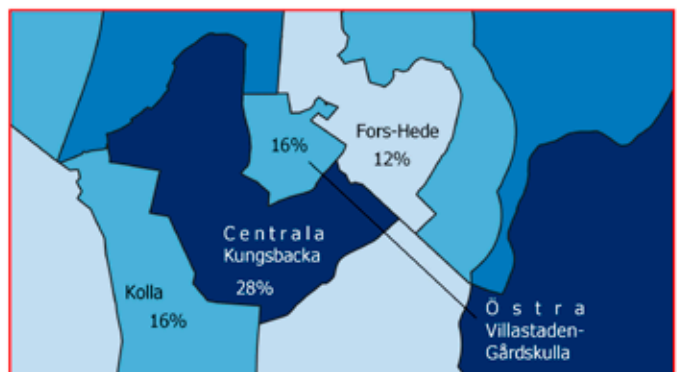 Fors-Hede
12%
16%
Centrala
Kungsbacka
28%
Kolla
16%
Östra
Villastaden-
Gårdskulla